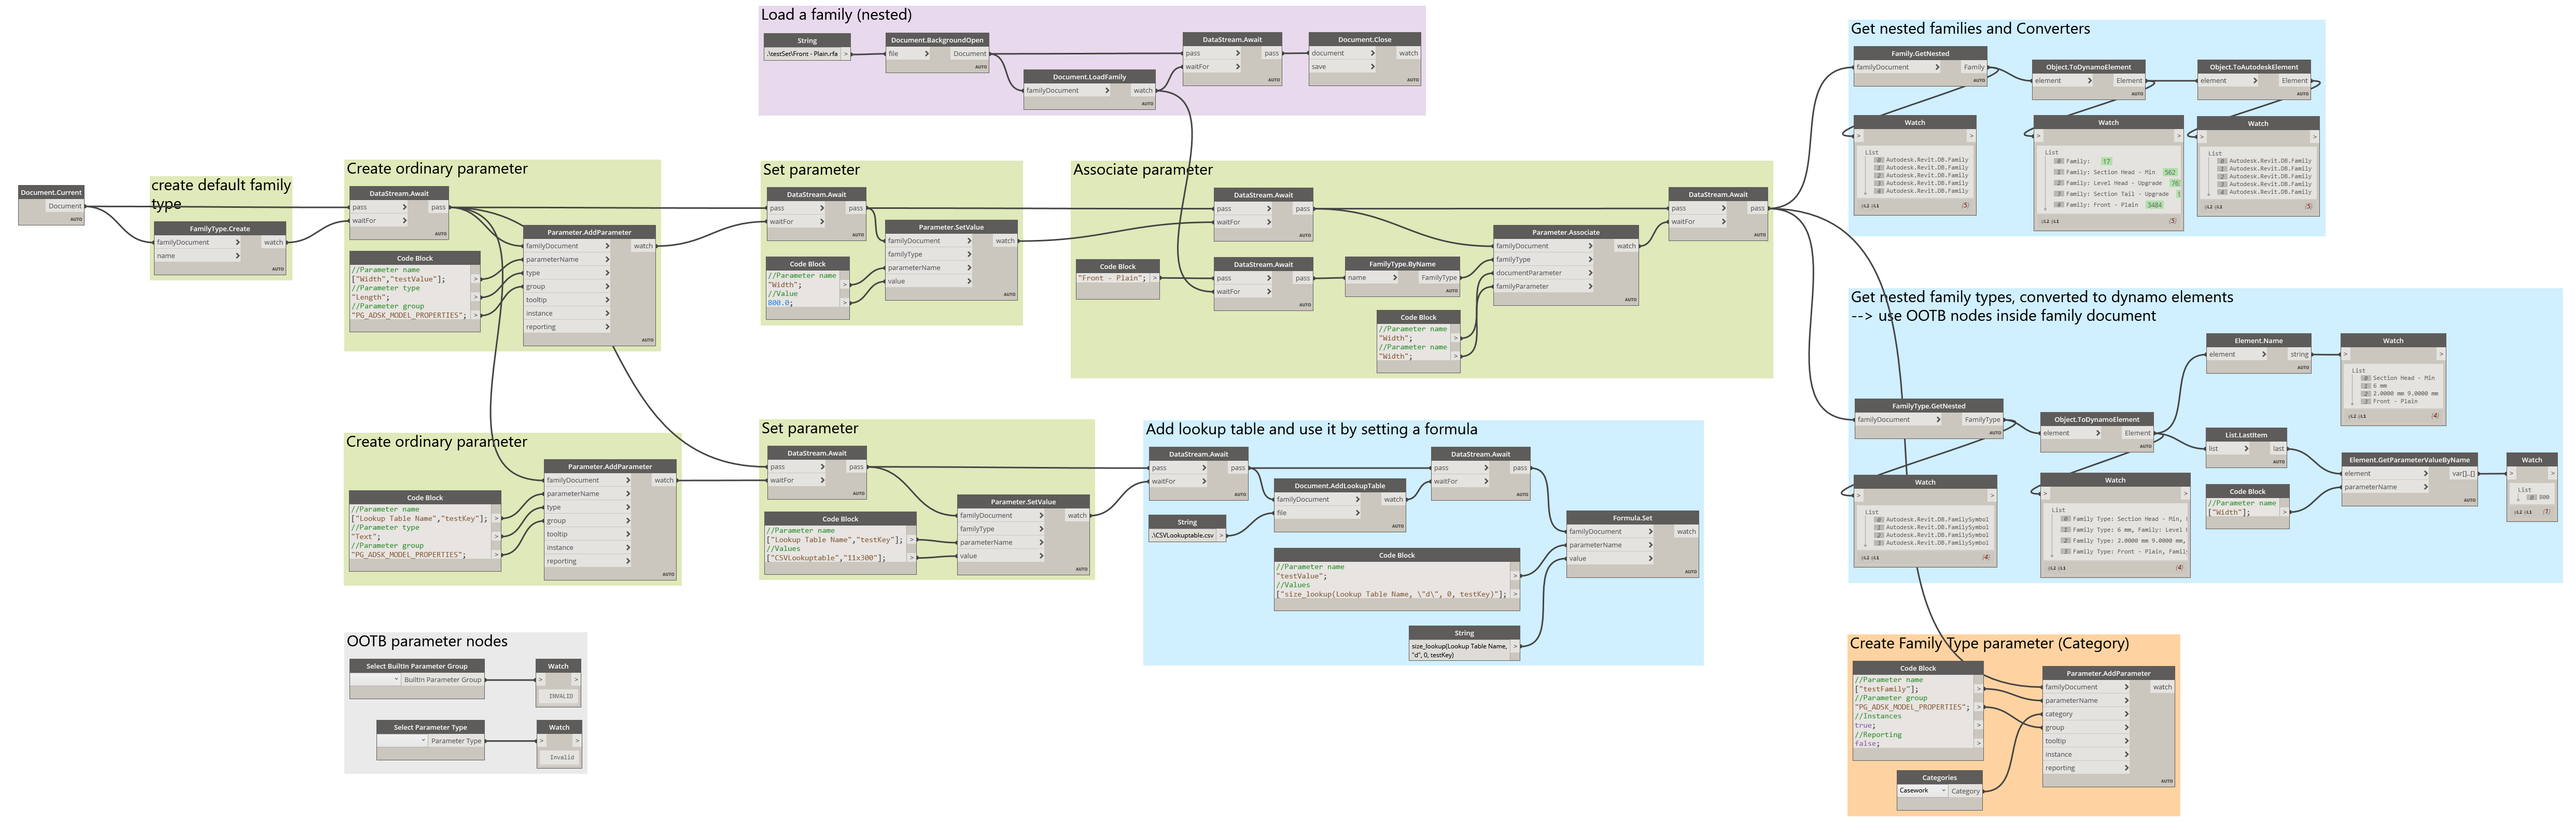 Load a family (nested)
String
.\testSet\Front - Plain.rfa >
Document.BackgroundOpen
file > Document
AUTO
Document.LoadFamily
familyDocument > watch
AUTO
DataStream.Await
pass > pass
waitFor >
AUTO
Document.Close
document watch
save >
AUTO
Get nested families and Converters
Family.GetNested
familyDocument > Family
AUTO
Object.ToDynamoElement
element > Element
AUTO
Object.ToAutodeskElement
element > Element
AUTO
Watch
> >
List
0 Autodesk.Revit.DB.Family
1 Autodesk.Revit.DB.Family
2 Autodesk.Revit.DB.Family
3 Autodesk.Revit.DB.Family
4 Autodesk.Revit.DB.Family
@L2 @L1 {5}
Watch
> >
List
0 Family: 17
1 Family: Section Head - Min 562
2 Family: Level Head - Upgrade 76
3 Family: Section Tail - Upgrade
4 Family: Front - Plain 3484
@L2 @L1 {5}
Watch
> >
List
0 Autodesk.Revit.DB.Family
1 Autodesk.Revit.DB.Family
2 Autodesk.Revit.DB.Family
3 Autodesk.Revit.DB.Family
4 Autodesk.Revit.DB.Family
@L2 @L1 {5}
Document.Current
Document
AUTO
create default family
type
FamilyType.Create
familyDocument > watch
name >
AUTO
Create ordinary parameter
DataStream.Await
pass > pass
waitFor >
AUTO
Code Block
//Parameter name
["Width","testValue"]; >
//Parameter type
"Length"; >
//Parameter group
"PG_ADSK_MODEL_PROPERTIES"; >
Parameter.AddParameter
familyDocument > watch
parameterName >
type >
group >
tooltip >
instance >
reporting >
AUTO
Set parameter
DataStream.Await
pass > pass
waitFor >
AUTO
Code Block
//Parameter name
"Width"; >
//Value
800.0; >
Parameter.SetValue
familyDocument > watch
familyType >
parameterName >
value >
AUTO
Associate parameter
DataStream.Await
pass > pass
waitFor >
AUTO
Code Block
"Front - Plain"; >
DataStream.Await
pass > pass
waitFor >
AUTO
FamilyType.ByName
name > FamilyType
AUTO
Code Block
//Parameter name
"Width"; >
//Parameter name
"Width"; >
Parameter.Associate
familyDocument > watch
familyType >
documentParameter >
familyParameter >
AUTO
DataStream.Await
pass > pass
waitFor >
AUTO
Get nested family types, converted to dynamo elements
--> use OOTB nodes inside family document
Element.Name
element > string
AUTO
Watch
> >
List
0 Section Head - Min
1 6 mm
2 2.0000 mm 9.0000 mm
3 Front - Plain
@L2 @L1 {4}
FamilyType.GetNested
familyDocument > FamilyType
AUTO
Object.ToDynamoElement
element > Element
AUTO
List.LastItem
list > last
AUTO
Element.GetParameterValueByName
element > var[]..[]
parameterName >
AUTO
Watch
> >
List
0 800
@L2 @L1 {1}
Code Block
//Parameter name
["Width"]; >
Watch
> >
List
0 Autodesk.Revit.DB.FamilySymbol
1 Autodesk.Revit.DB.FamilySymbol
2 Autodesk.Revit.DB.FamilySymbol
3 Autodesk.Revit.DB.FamilySymbol
@L2 @L1 {4}
Watch
> >
List
0 Family Type: Section Head - Min,
1 Family Type: 6 mm, Family: Level
2 Family Type: 2.0000 mm 9.0000 mm,
3 Family Type: Front - Plain, Family
@L2 @L1 {4}
Create ordinary parameter
Code Block
//Parameter name
["Lookup Table Name","testKey"]; >
//Parameter type
"Text"; >
//Parameter group
"PG_ADSK_MODEL_PROPERTIES"; >
Parameter.AddParameter
familyDocument > watch
parameterName >
type >
group >
tooltip >
instance >
reporting >
AUTO
Set parameter
DataStream.Await
pass > pass
waitFor >
AUTO
Code Block
//Parameter name
["Lookup Table Name","testKey"]; >
//Values
["CSVLookuptable","11x300"]; >
Parameter.SetValue
familyDocument > watch
familyType >
parameterName >
value >
AUTO
Add lookup table and use it by setting a formula
DataStream.Await
pass > pass
waitFor >
AUTO
String
.\CSVLookuptable.csv >
Document.AddLookupTable
familyDocument > watch
file >
AUTO
DataStream.Await
pass > pass
waitFor >
AUTO
Code Block
//Parameter name
"testValue"; >
//Values
["size_lookup(Lookup Table Name, \"d\", 0, testKey)"]; >
String
size_lookup(Lookup Table Name, >
"d", 0, testKey)
Formula.Set
familyDocument > watch
parameterName >
value >
AUTO
OOTB parameter nodes
Select BuiltIn Parameter Group
BuiltIn Parameter Group
Watch
> >
INVALID
Select Parameter Type
Parameter Type
Watch
> >
Invalid
Create Family Type parameter (Category)
Code Block
//Parameter name
["testFamily"]; >
//Parameter group
"PG_ADSK_MODEL_PROPERTIES"; >
//Instances
true; >
//Reporting
false; >
Categories
Casework Category
AUTO
Parameter.AddParameter
familyDocument > watch
parameterName >
category >
group >
tooltip >
instance >
reporting >
AUTO